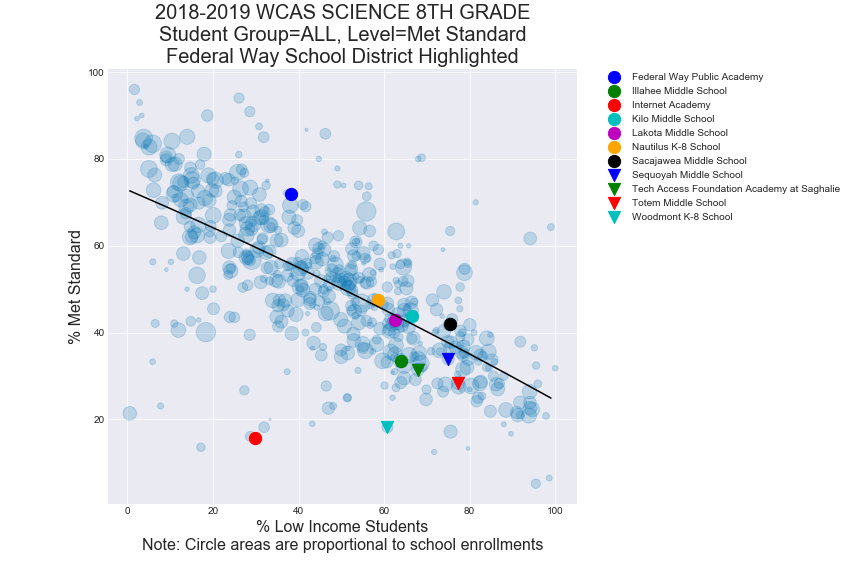 2018-2019 WCAS SCIENCE 8TH GRADE
Student Group=ALL, Level=Met Standard
Federal Way School District Highlighted
100
80
60
40
20
% Met Standard
0
20
40
60
80
100
% Low Income Students
Note: Circle areas are proportional to school enrollments
Federal Way Public Academy
Illahee Middle School
Internet Academy
Kilo Middle School
Lakota Middle School
Nautilus K-8 School
Sacajawea Middle School
Sequoyah Middle School
Tech Access Foundation Academy at Saghalie
Totem Middle School
Woodmont K-8 School